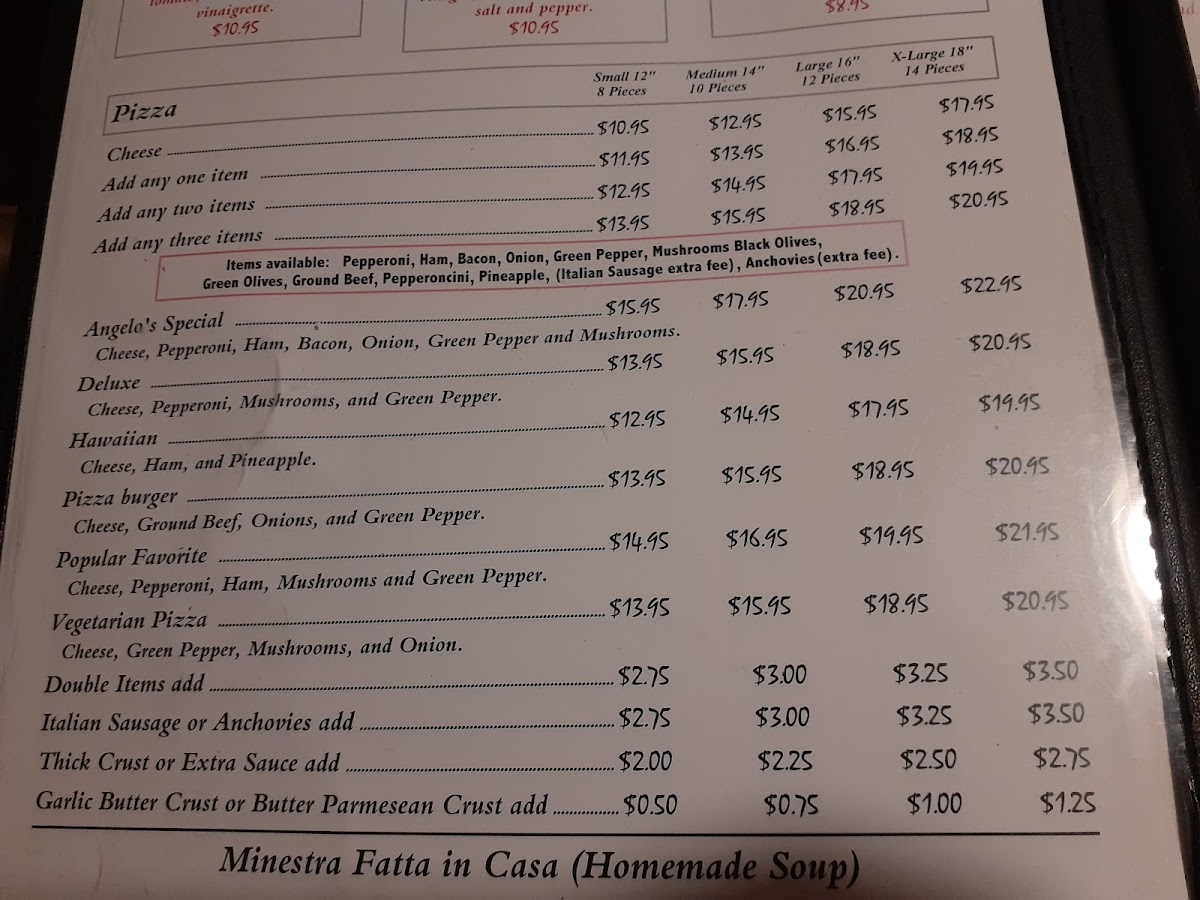 vinaigrette.
$10.95
salt and pepper.
$10.95
$8.95
Pizza
Small 12" Medium 14" Large 16" X-Large 18"
8 Pieces 10 Pieces 12 Pieces 14 Pieces
Cheese $10.95 $12.95 $15.95 $17.95
Add any one item $11.95 $13.95 $16.95 $18.95
Add any two items $12.95 $14.95 $17.95 $19.95
Add any three items $13.95 $15.95 $18.95 $20.95
Items available: Pepperoni, Ham, Bacon, Onion, Green Pepper, Mushrooms Black Olives,
Green Olives, Ground Beef, Pepperoncini, Pineapple, (Italian Sausage extra fee), Anchovies (extra fee).
Angelo's Special $15.95 $17.95 $20.95 $22.95
Cheese, Pepperoni, Ham, Bacon, Onion, Green Pepper and Mushrooms.
Deluxe $13.95 $15.95 $18.95 $20.95
Cheese, Pepperoni, Mushrooms, and Green Pepper.
Hawaiian $12.95 $14.95 $17.95 $19.95
Cheese, Ham, and Pineapple.
Pizza burger $13.95 $15.95 $18.95 $20.95
Cheese, Ground Beef, Onions, and Green Pepper.
Popular Favorite $14.95 $16.95 $19.95 $21.95
Cheese, Pepperoni, Ham, Mushrooms and Green Pepper.
Vegetarian Pizza $13.95 $15.95 $18.95 $20.95
Cheese, Green Pepper, Mushrooms, and Onion.
Double Items add $2.75 $3.00 $3.25 $3.50
Italian Sausage or Anchovies add $2.75 $3.00 $3.25 $3.50
Thick Crust or Extra Sauce add $2.00 $2.25 $2.50 $2.75
Garlic Butter Crust or Butter Parmesean Crust add $0.50 $0.75 $1.00 $1.25
Minestra Fatta in Casa (Homemade Soup)